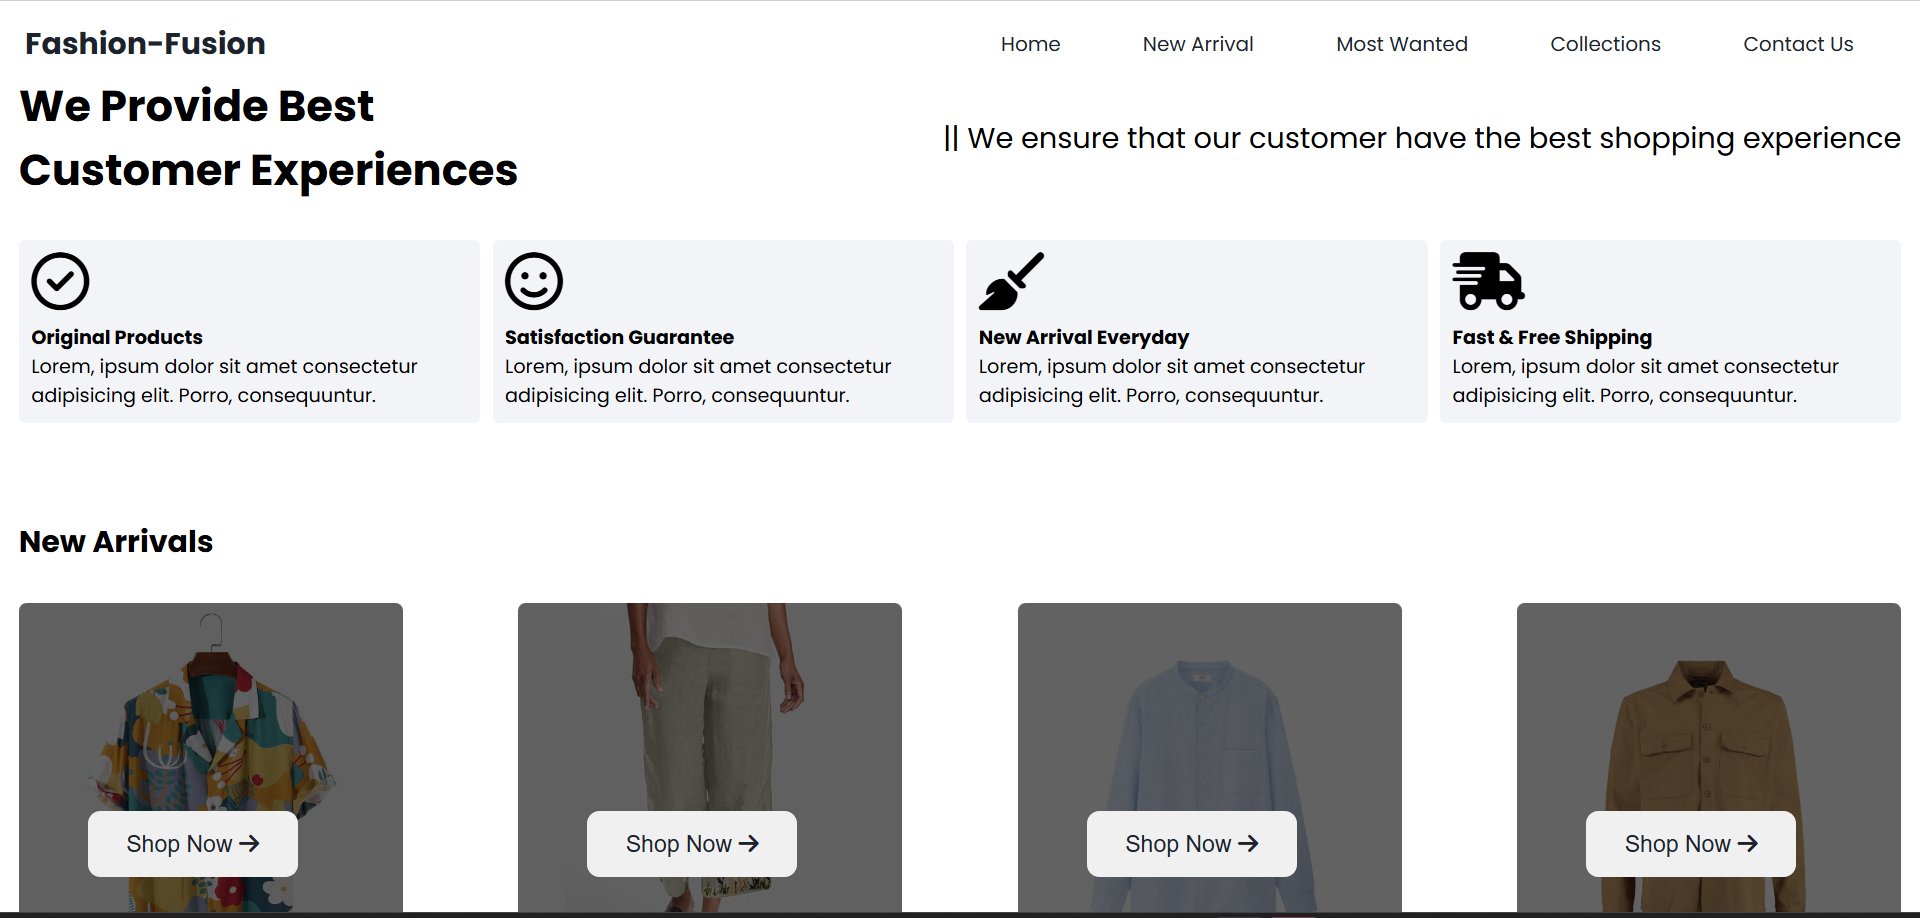 Fashion-Fusion
Home New Arrival Most Wanted Collections Contact Us
We Provide Best
Customer Experiences
|| We ensure that our customer have the best shopping experience
Original Products
Lorem, ipsum dolor sit amet consectetur
adipisicing elit. Porro, consequuntur.
Satisfaction Guarantee
Lorem, ipsum dolor sit amet consectetur
adipisicing elit. Porro, consequuntur.
New Arrival Everyday
Lorem, ipsum dolor sit amet consectetur
adipisicing elit. Porro, consequuntur.
Fast & Free Shipping
Lorem, ipsum dolor sit amet consectetur
adipisicing elit. Porro, consequuntur.
New Arrivals
Shop Now →
Shop Now →
Shop Now →
Shop Now →